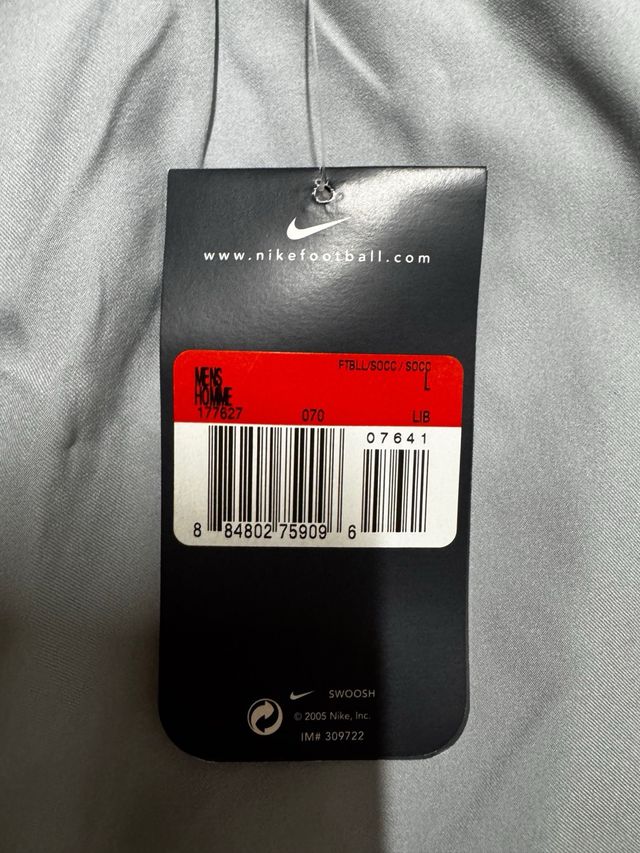 www.nikefootball.com
FTBLL/SOCC / SOCC
MENS L
HOMME
177627 070 LIB
07641
8 84802 75909 6
SWOOSH
© 2005 Nike, Inc.
IM# 309722